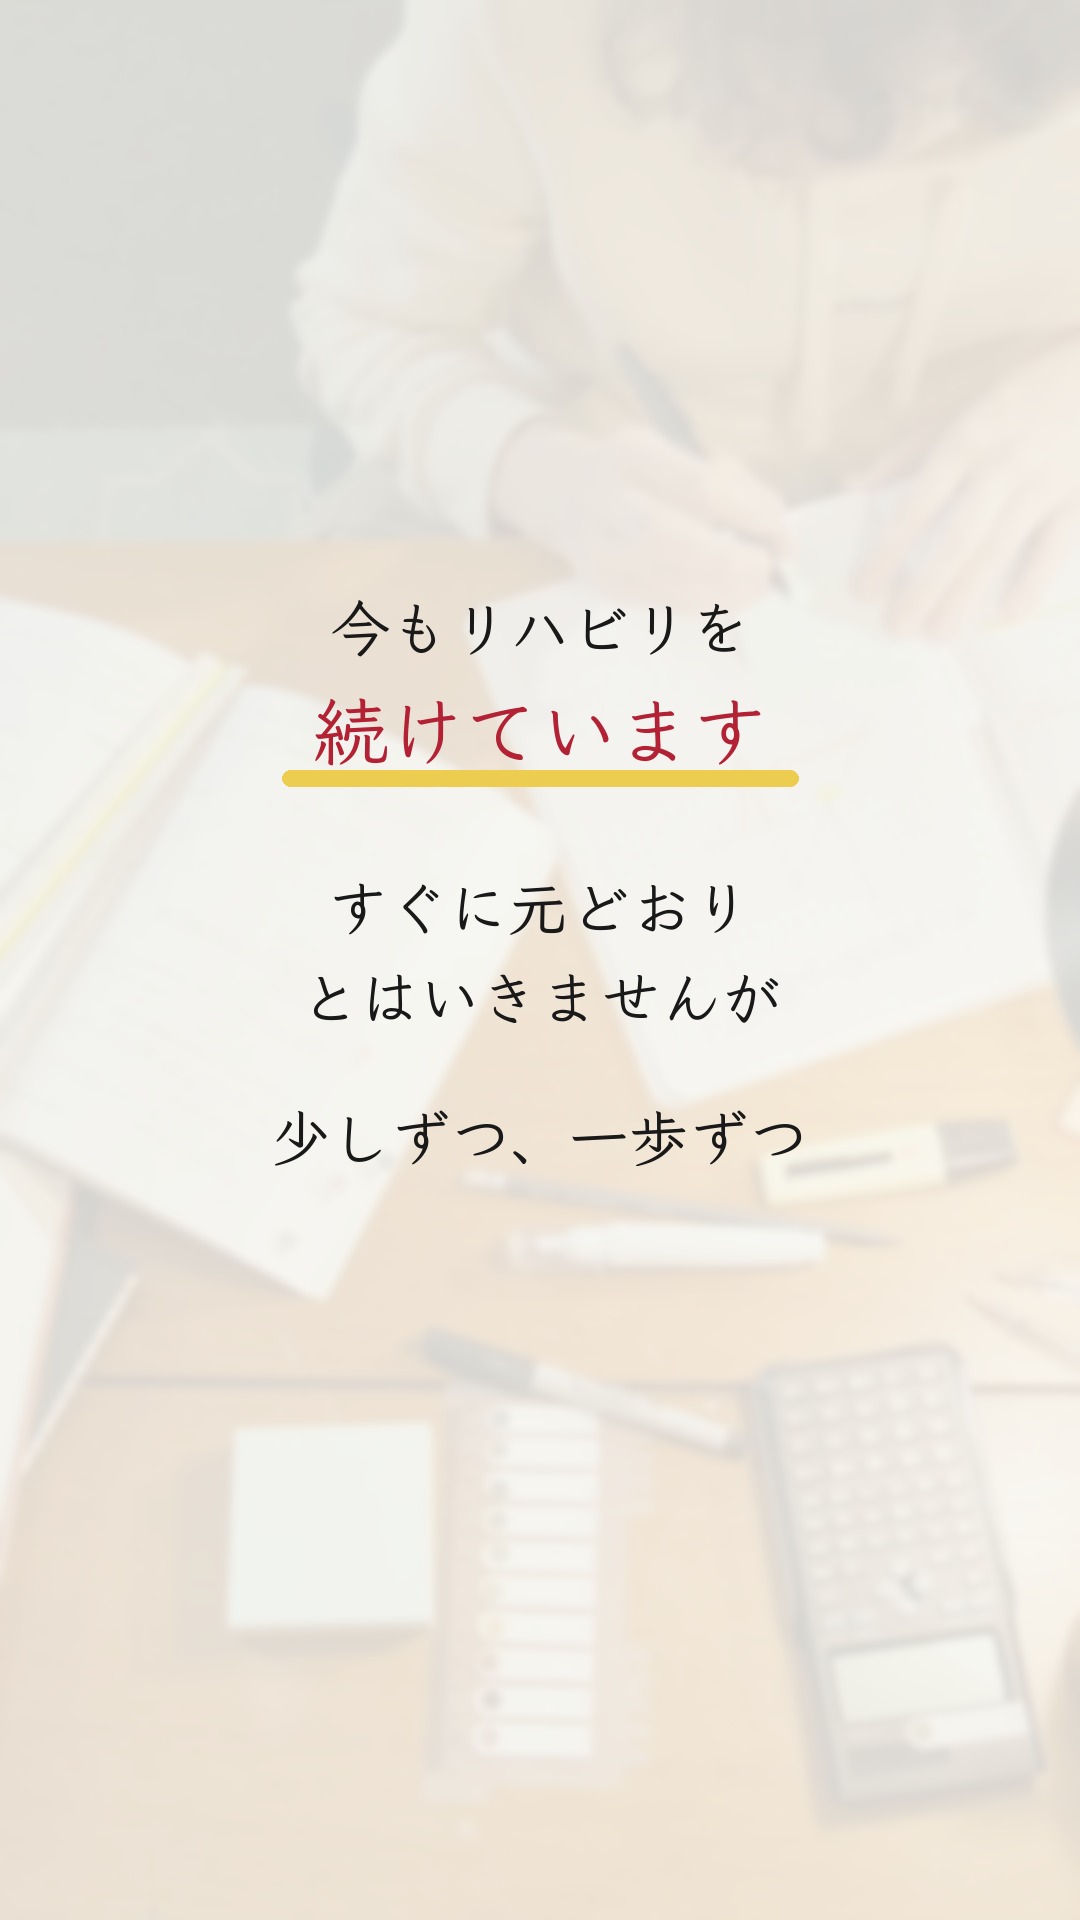 今もリハビリを
続けています
すぐに元どおり
とはいきませんが
少しずつ、一歩ずつ